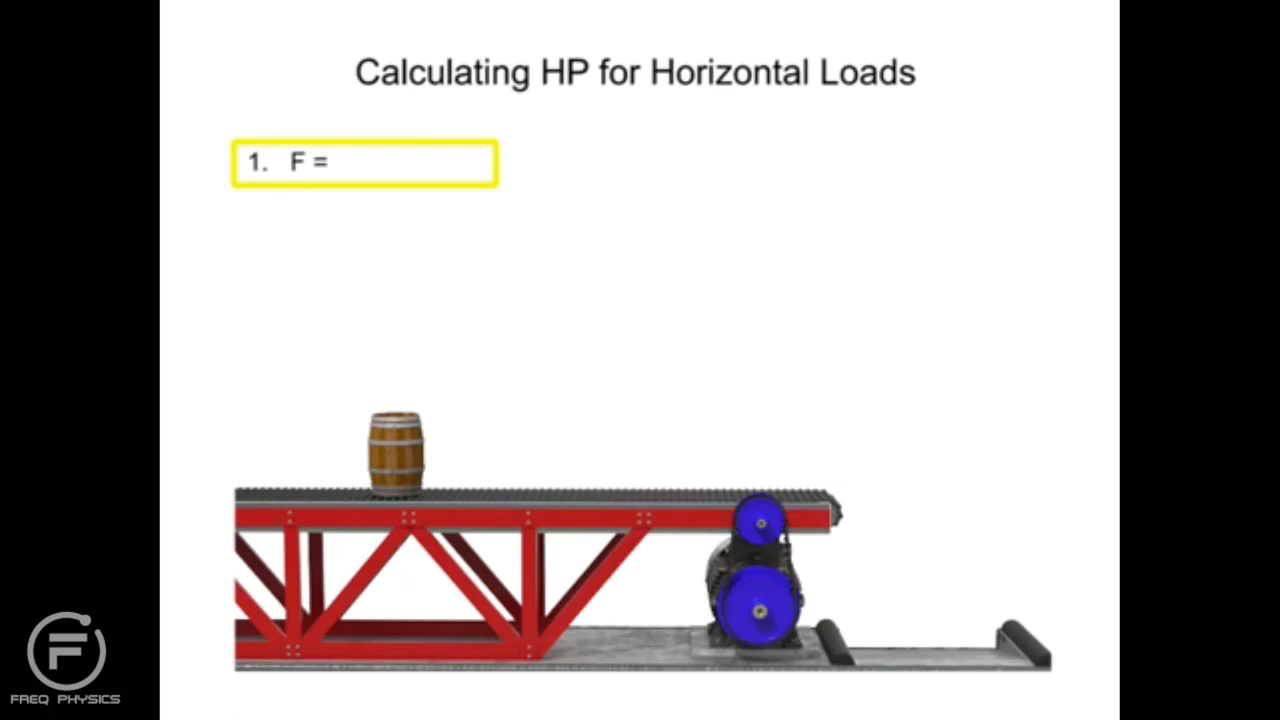 Calculating HP for Horizontal Loads
1. F =
F
FREQ PHYSICS